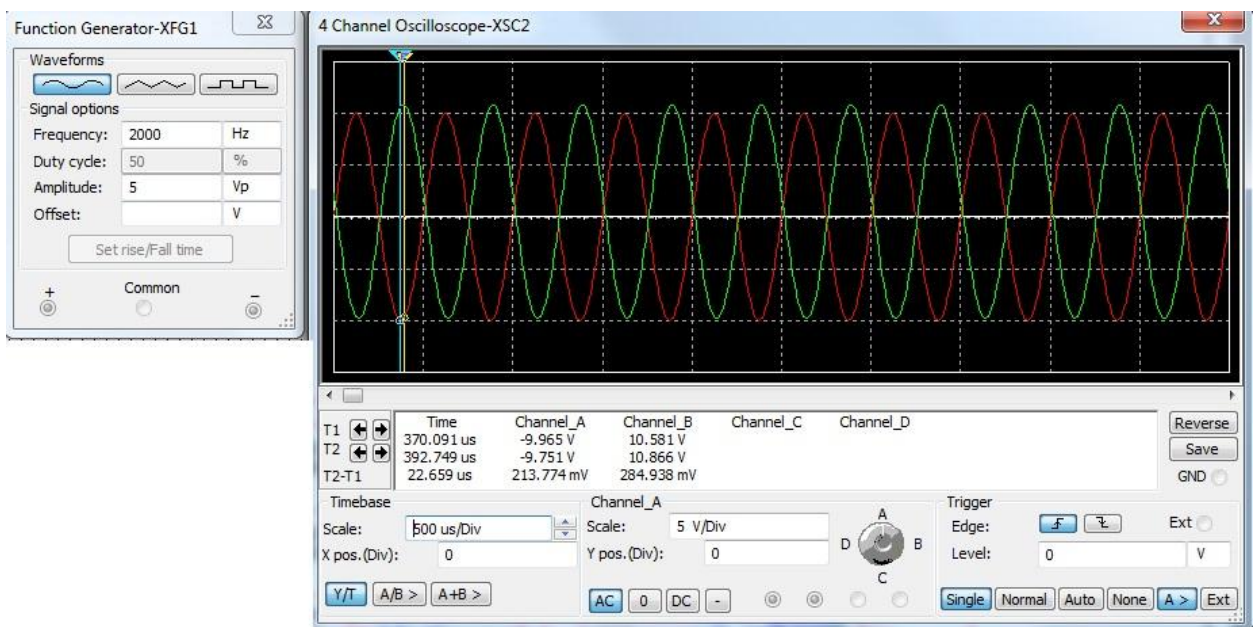 Function Generator-XFG1
Waveforms
Signal options
Frequency: 2000 Hz
Duty cycle: 50 %
Amplitude: 5 Vp
Offset: V
Set rise/Fall time
+ Common –
4 Channel Oscilloscope-XSC2
Time Channel_A Channel_B Channel_C Channel_D
T1 370.091 us -9.965 V 10.581 V
T2 392.749 us -9.751 V 10.866 V
T2-T1 22.659 us 213.774 mV 284.938 mV
Reverse
Save
GND
Timebase
Scale: 500 us/Div
X pos.(Div): 0
Y/T A/B > A+B >
Channel_A
Scale: 5 V/Div
Y pos.(Div): 0
AC 0 DC -
A
D B
C
Trigger
Edge: Ext
Level: 0 V
Single Normal Auto None A > Ext